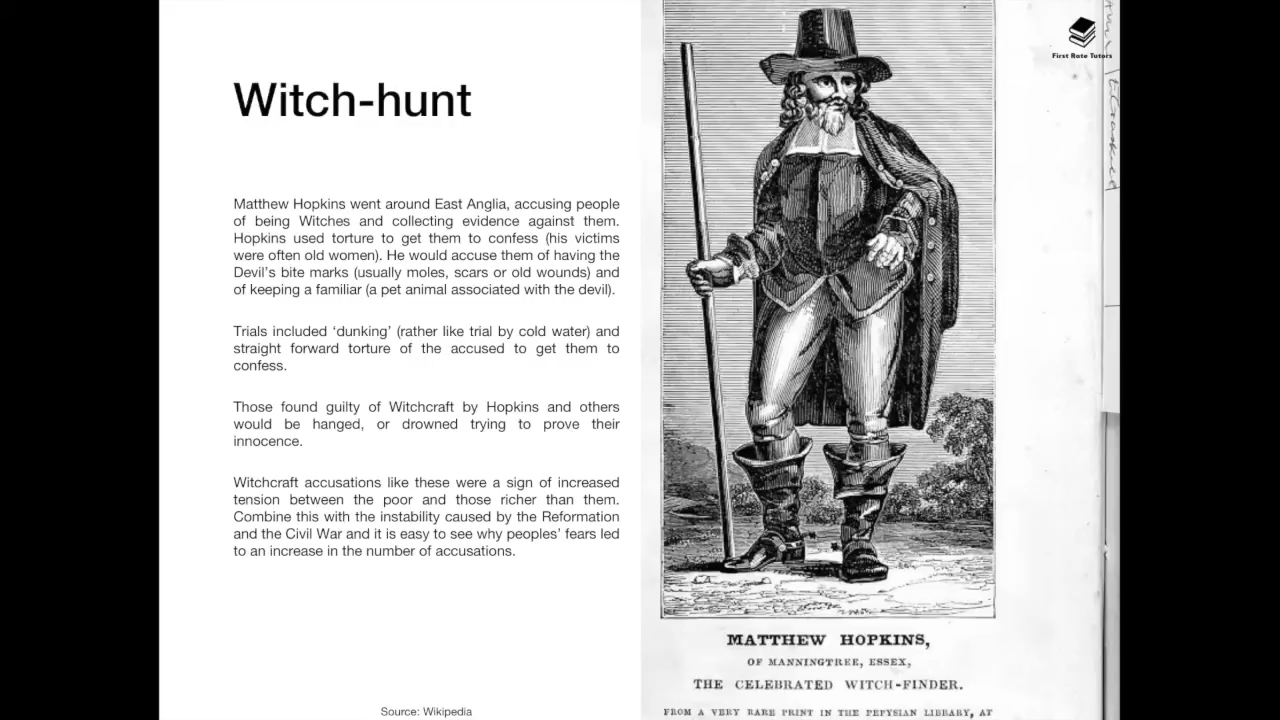 Witch-hunt
Matthew Hopkins went around East Anglia, accusing people
of being Witches and collecting evidence against them.
Hopkins used torture to get them to confess (his victims
were often old women). He would accuse them of having the
Devil's bite marks (usually moles, scars or old wounds) and
of keeping a familiar (a pet animal associated with the devil).
Trials included ‘dunking’ (rather like trial by cold water) and
straight forward torture of the accused to get them to
confess.
Those found guilty of Witchcraft by Hopkins and others
would be hanged, or drowned trying to prove their
innocence.
Witchcraft accusations like these were a sign of increased
tension between the poor and those richer than them.
Combine this with the instability caused by the Reformation
and the Civil War and it is easy to see why peoples’ fears led
to an increase in the number of accusations.
Source: Wikipedia
First Rate Tutors
MATTHEW HOPKINS,
OF MANNINGTREE, ESSEX,
THE CELEBRATED WITCH-FINDER.
FROM A VERY RARE PRINT IN THE PEPYSIAN LIBRARY, AT